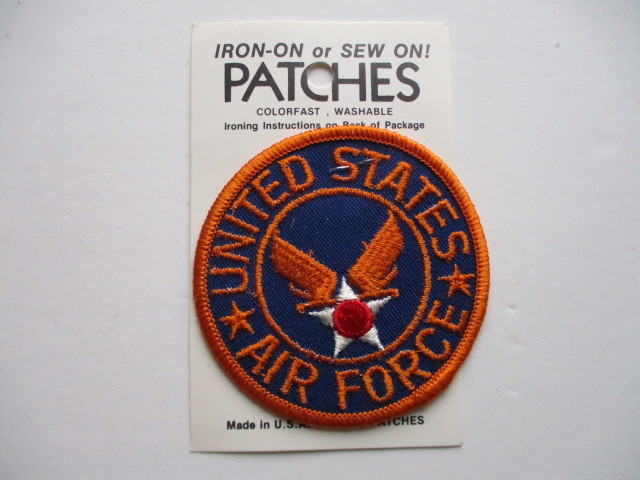 IRON-ON or SEW ON!
PATCHES
COLORFAST , WASHABLE
Ironing Instructions on Back of Package
UNITED STATES
AIR FORCE
Made in U.S.A. PATCHES